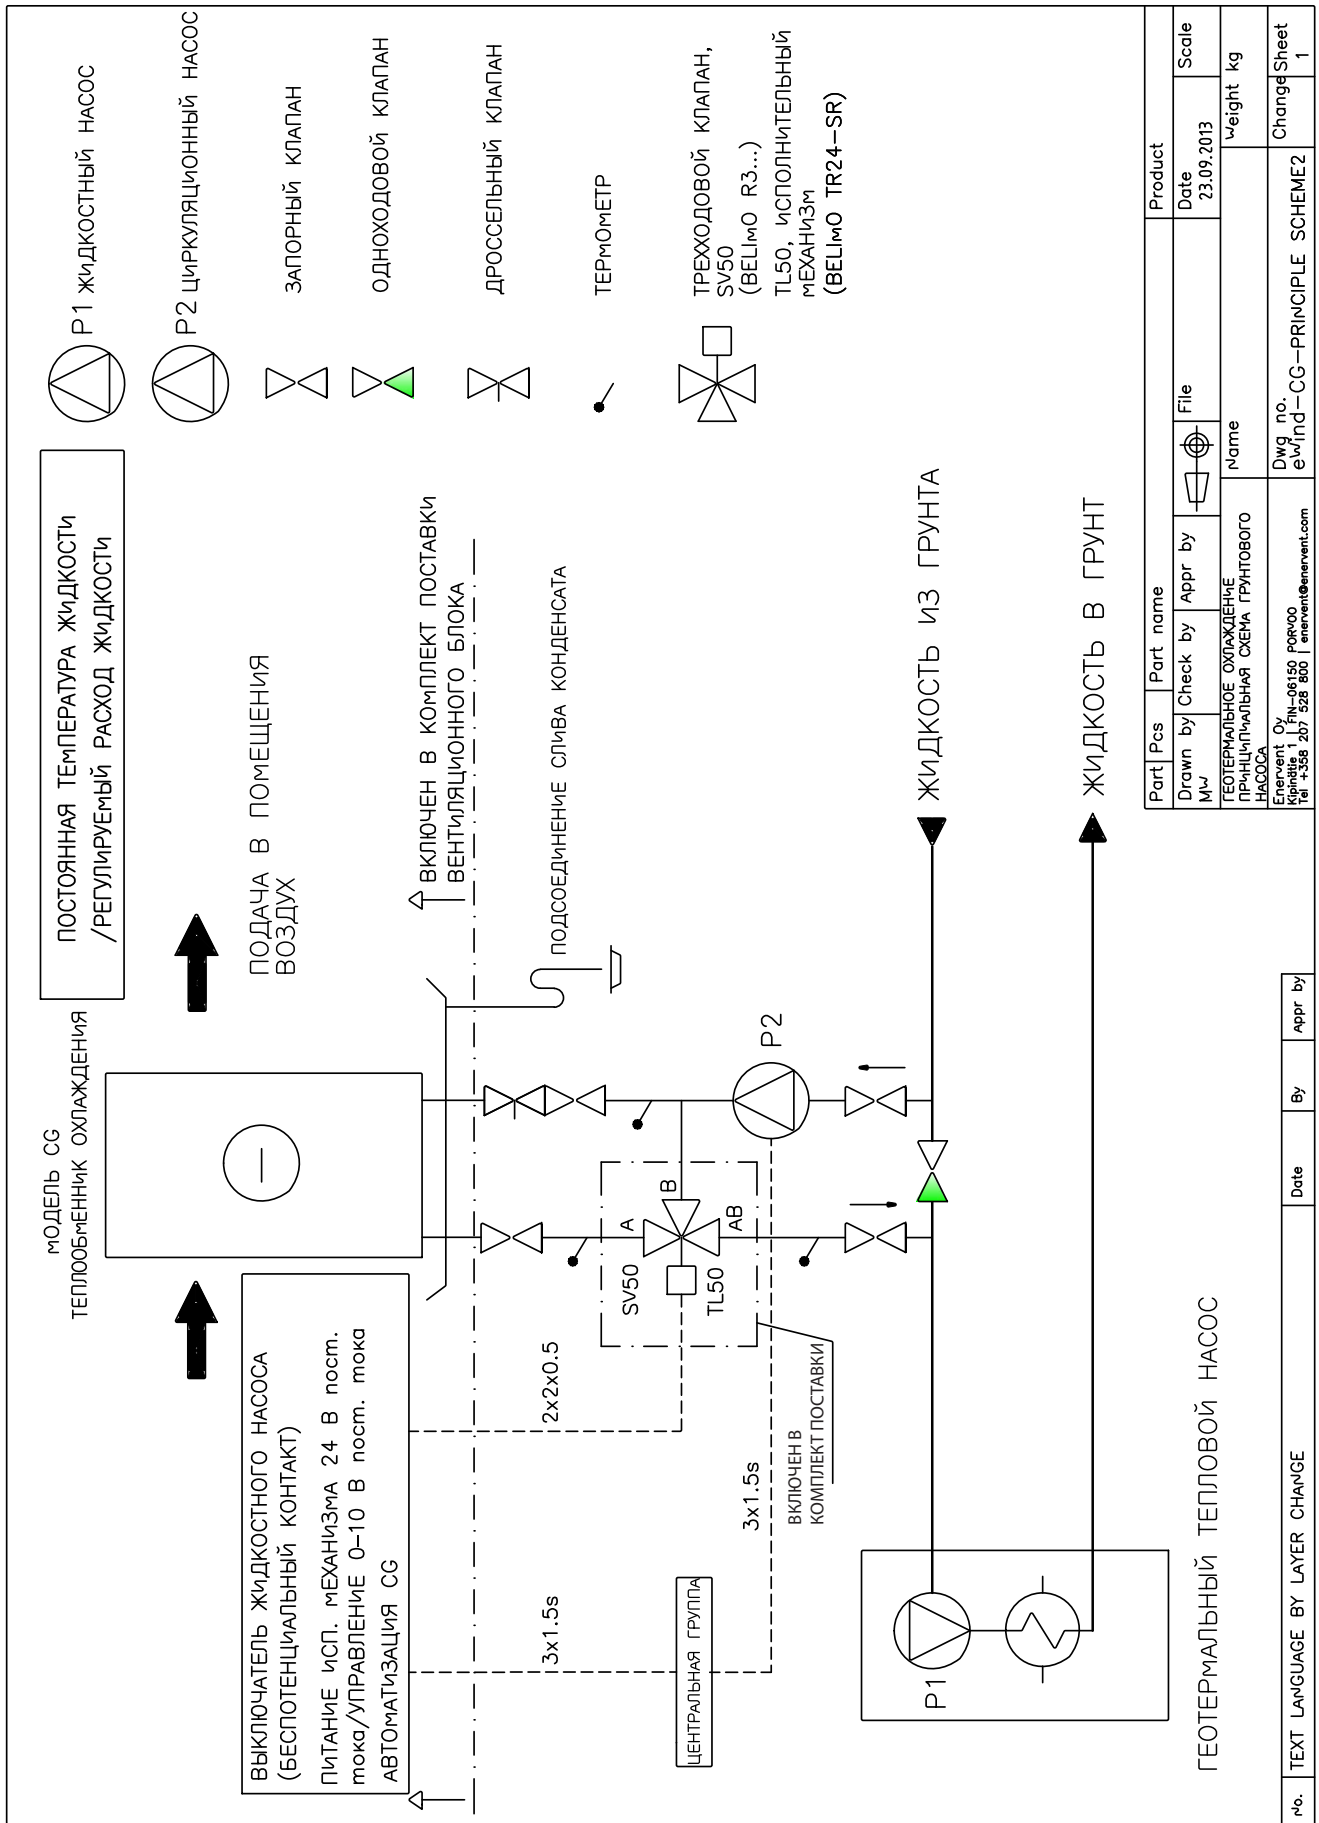 МОДЕЛЬ CG
ТЕПЛООБМЕННИК ОХЛАЖДЕНИЯ
ПОСТОЯННАЯ ТЕМПЕРАТУРА ЖИДКОСТИ
/РЕГУЛИРУЕМЫЙ РАСХОД ЖИДКОСТИ
P1 ЖИДКОСТНЫЙ НАСОС
P2 ЦИРКУЛЯЦИОННЫЙ НАСОС
ЗАПОРНЫЙ КЛАПАН
ОДНОХОДОВОЙ КЛАПАН
ДРОССЕЛЬНЫЙ КЛАПАН
ТЕРМОМЕТР
ТРЕХХОДОВОЙ КЛАПАН,
SV50
(BELIMO R3...)
TL50, ИСПОЛНИТЕЛЬНЫЙ
МЕХАНИЗМ
(BELIMO TR24-SR)
ПОДАЧА В ПОМЕЩЕНИЯ
ВОЗДУХ
ВЫКЛЮЧАТЕЛЬ ЖИДКОСТНОГО НАСОСА
(БЕСПОТЕНЦИАЛЬНЫЙ КОНТАКТ)
ПИТАНИЕ ИСП. МЕХАНИЗМА 24 В пост.
тока/УПРАВЛЕНИЕ 0-10 В пост. тока
АВТОМАТИЗАЦИЯ CG
ВКЛЮЧЕН В КОМПЛЕКТ ПОСТАВКИ
ВЕНТИЛЯЦИОННОГО БЛОКА
ПОДСОЕДИНЕНИЕ СЛИВА КОНДЕНСАТА
3x1.5s
2x2x0.5
SV50
A
B
TL50
AB
P2
ЦЕНТРАЛЬНАЯ ГРУППА
3x1.5s
ВКЛЮЧЕН В
КОМПЛЕКТ ПОСТАВКИ
P1
ЖИДКОСТЬ ИЗ ГРУНТА
ЖИДКОСТЬ В ГРУНТ
ГЕОТЕРМАЛЬНЫЙ ТЕПЛОВОЙ НАСОС
Part Pcs Part name Product
Drawn by Check by Appr by File Date Scale
MW 23.09.2013
ГЕОТЕРМАЛЬНОЕ ОХЛАЖДЕНИЕ
ПРИНЦИПИАЛЬНАЯ СХЕМА ГРУНТОВОГО
НАСОСА
Name Weight kg
Enervent Oy
Kipinätie 1 | FIN-06150 PORVOO
Tel +358 207 528 800 | enervent@enervent.com
Dwg no.
eWind-CG-PRINCIPLE SCHEME2
Change Sheet
1
No. TEXT LANGUAGE BY LAYER CHANGE Date By Appr by